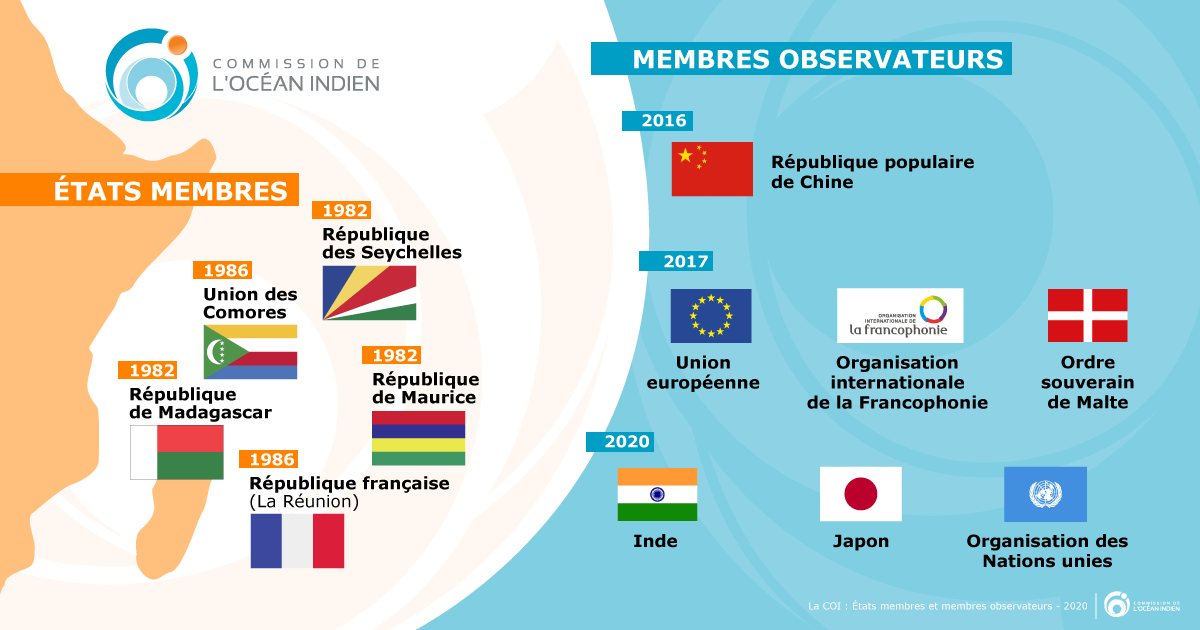 COMMISSION DE
L'OCÉAN INDIEN
ÉTATS MEMBRES
1982
République
des Seychelles
1986
Union des
Comores
1982
République
de Maurice
1982
République
de Madagascar
1986
République française
(La Réunion)
MEMBRES OBSERVATEURS
2016
République populaire
de Chine
2017
Union
européenne
ORGANISATION
INTERNATIONALE DE
la francophonie
Organisation
internationale
de la Francophonie
Ordre
souverain
de Malte
2020
Inde
Japon
Organisation des
Nations unies
La COI : États membres et membres observateurs - 2020
COMMISSION DE
L'OCÉAN INDIEN